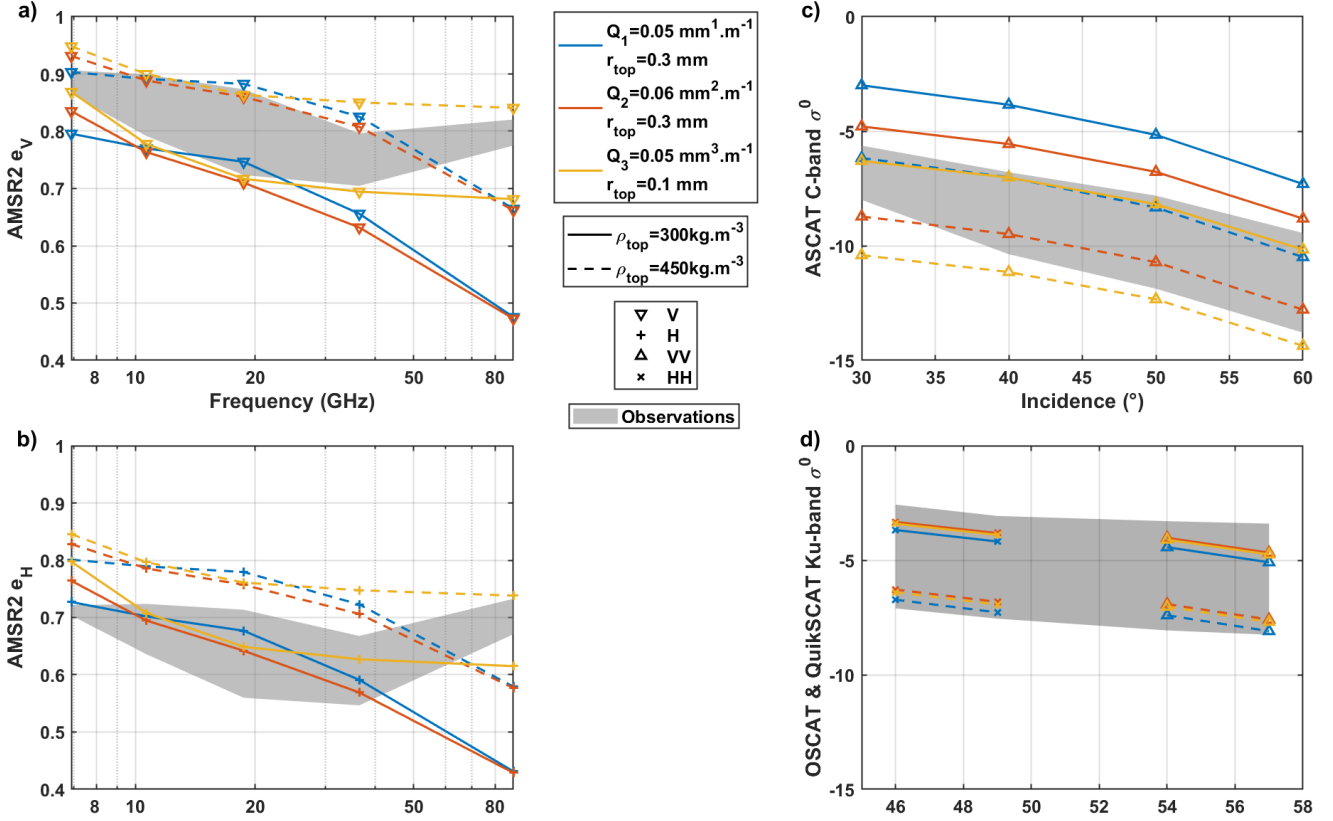 a)
1
0.9
0.8
0.7
0.6
0.5
0.4
AMSR2 e_V
8 10 20 50 80
Frequency (GHz)
b)
1
0.9
0.8
0.7
0.6
0.5
0.4
AMSR2 e_H
8 10 20 50 80
Q_1=0.05 mm^1.m^-1
r_top=0.3 mm
Q_2=0.06 mm^2.m^-1
r_top=0.3 mm
Q_3=0.05 mm^3.m^-1
r_top=0.1 mm
ρ_top=300kg.m^-3
ρ_top=450kg.m^-3
V
H
VV
HH
Observations
c)
0
-5
-10
-15
ASCAT C-band σ^0
30 35 40 45 50 55 60
Incidence (°)
d)
0
-5
-10
-15
OSCAT & QuikSCAT Ku-band σ^0
46 48 50 52 54 56 58